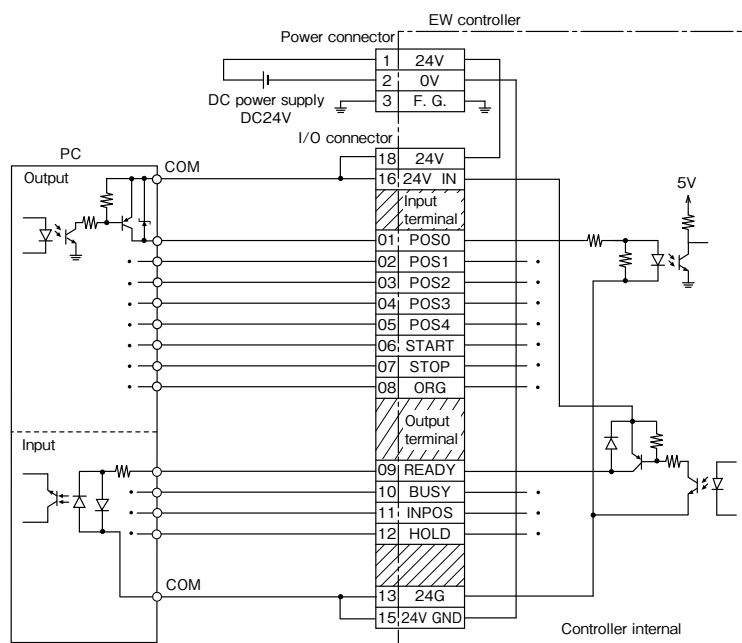 EW controller
Power connector
1 24V
2 0V
3 F. G.
DC power supply
DC24V
I/O connector
PC
COM
18 24V
Output
16 24V IN
5V
Input
terminal
01 POS0
02 POS1
03 POS2
04 POS3
05 POS4
06 START
07 STOP
08 ORG
Output
terminal
Input
09 READY
10 BUSY
11 INPOS
12 HOLD
COM
13 24G
15 24V GND
Controller internal